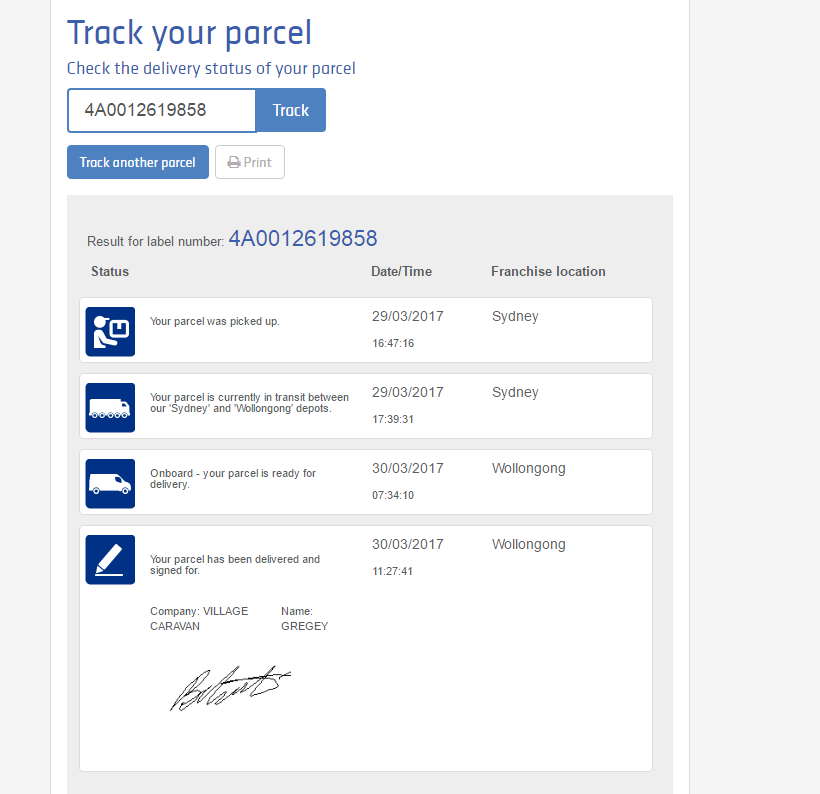 Track your parcel
Check the delivery status of your parcel
4A0012619858 Track
Track another parcel Print
Result for label number: 4A0012619858
Status Date/Time Franchise location
Your parcel was picked up. 29/03/2017 Sydney
16:47:16
Your parcel is currently in transit between 29/03/2017 Sydney
our 'Sydney' and 'Wollongong' depots.
17:39:31
Onboard - your parcel is ready for 30/03/2017 Wollongong
delivery.
07:34:10
30/03/2017 Wollongong
Your parcel has been delivered and
signed for.
11:27:41
Company: VILLAGE Name:
CARAVAN GREGEY